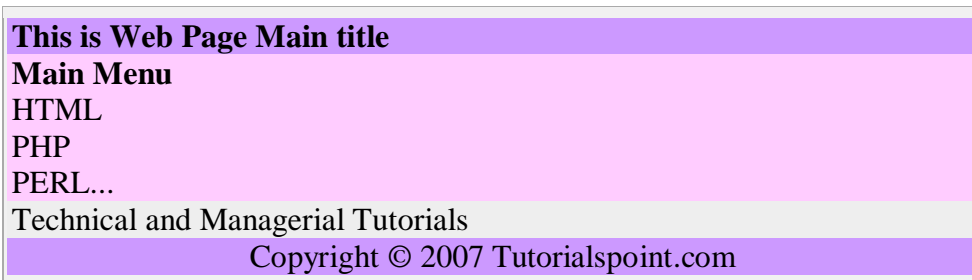 This is Web Page Main title
Main Menu
HTML
PHP
PERL...
Technical and Managerial Tutorials
Copyright © 2007 Tutorialspoint.com